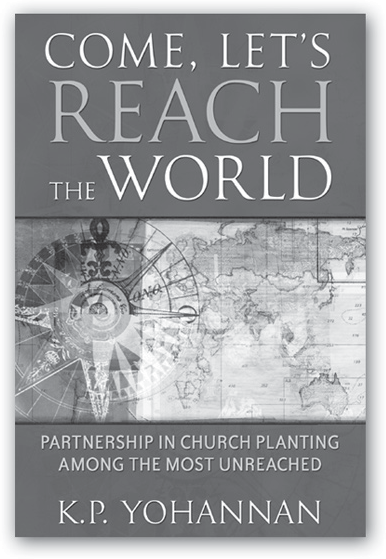 COME, LET'S
REACH
THE WORLD
PARTNERSHIP IN CHURCH PLANTING
AMONG THE MOST UNREACHED
K.P. YOHANNAN